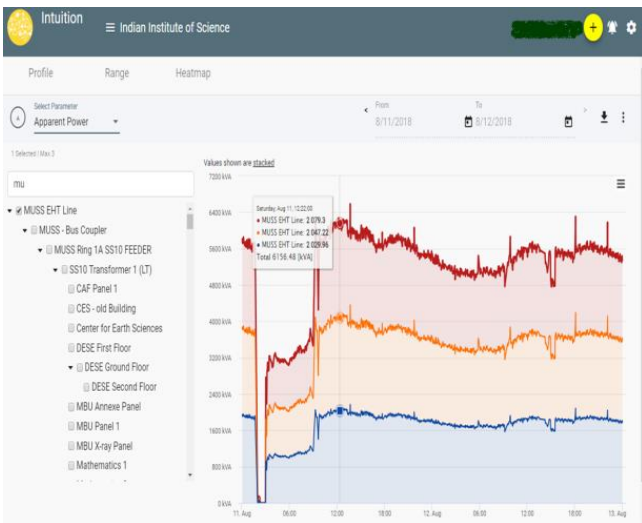 Intuition
Indian Institute of Science
Profile Range Heatmap
Select Parameter
Apparent Power
From
8/11/2018
To
8/12/2018
1 Selected | Max 3
mu
MUSS EHT Line
MUSS - Bus Coupler
MUSS Ring 1A SS10 FEEDER
SS10 Transformer 1 (LT)
CAF Panel 1
CES - old Building
Center for Earth Sciences
DESE First Floor
DESE Ground Floor
DESE Second Floor
MBU Annexe Panel
MBU Panel 1
MBU X-ray Panel
Mathematics 1
Values shown are stacked
7200 kVA
6400 kVA
5600 kVA
4800 kVA
4000 kVA
3200 kVA
2400 kVA
1600 kVA
800 kVA
0 kVA
Saturday, Aug 11, 12:22:00
MUSS EHT Line: 2 079.3
MUSS EHT Line: 2 047.22
MUSS EHT Line: 2 029.96
Total 6156.48 [kVA]
11. Aug 06:00 12:00 18:00 12. Aug 06:00 12:00 18:00 13. Aug